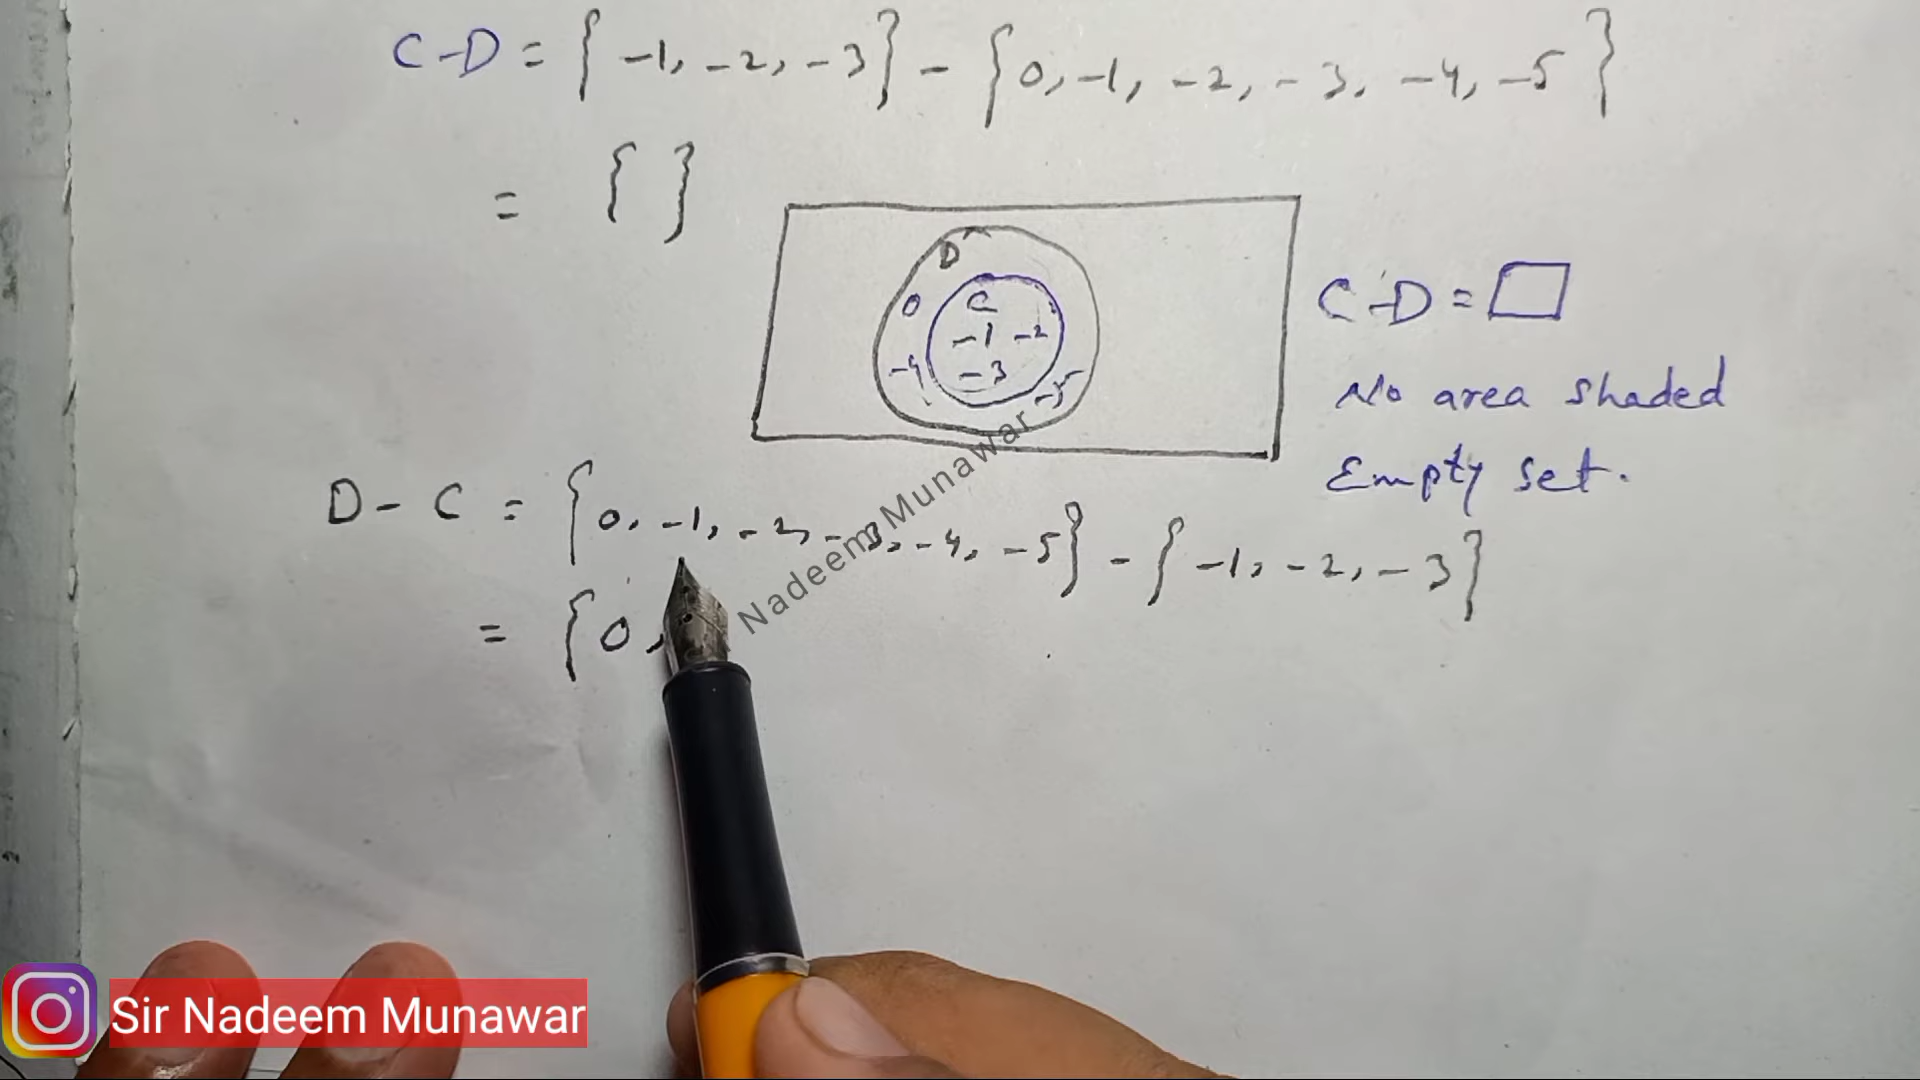 C-D = { -1, -2, -3 } - { 0, -1, -2, -3, -4, -5 }
= { }
D
0 C
-1 -2
-4 -3 -5
C-D = □
No area shaded
Empty set.
D - C = { 0, -1, -2, -3, -4, -5 } - { -1, -2, -3 }
= { 0,
Nadeem Munawar
Sir Nadeem Munawar